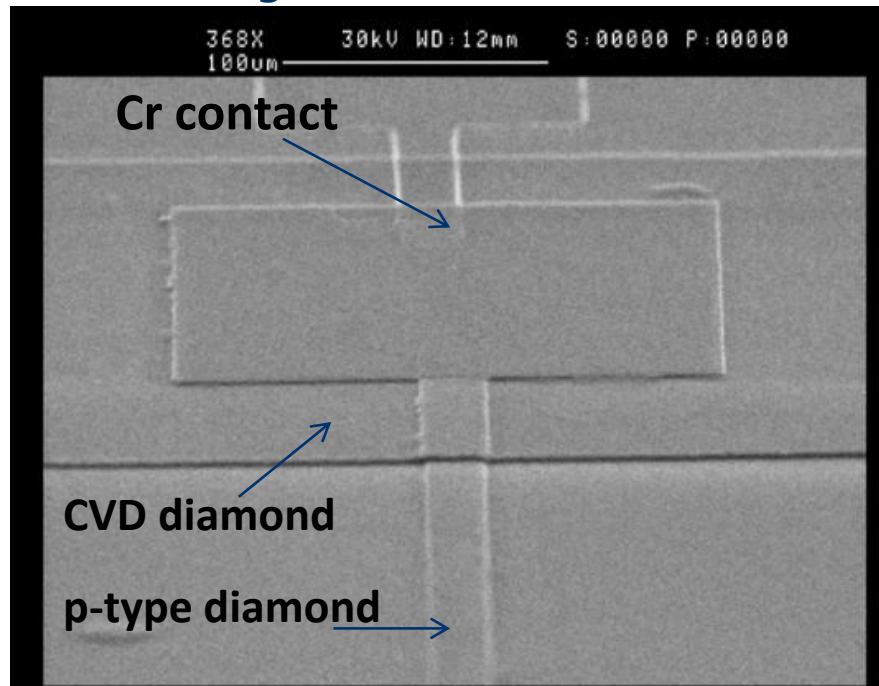 368X 30kV WD:12mm S:00000 P:00000
100um
Cr contact
CVD diamond
p-type diamond